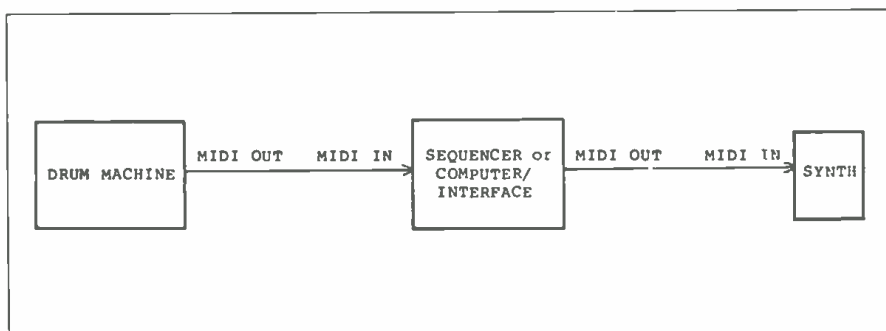 DRUM MACHINE
MIDI OUT
MIDI IN
SEQUENCER or
COMPUTER/
INTERFACE
MIDI OUT
MIDI IN
SYNTH